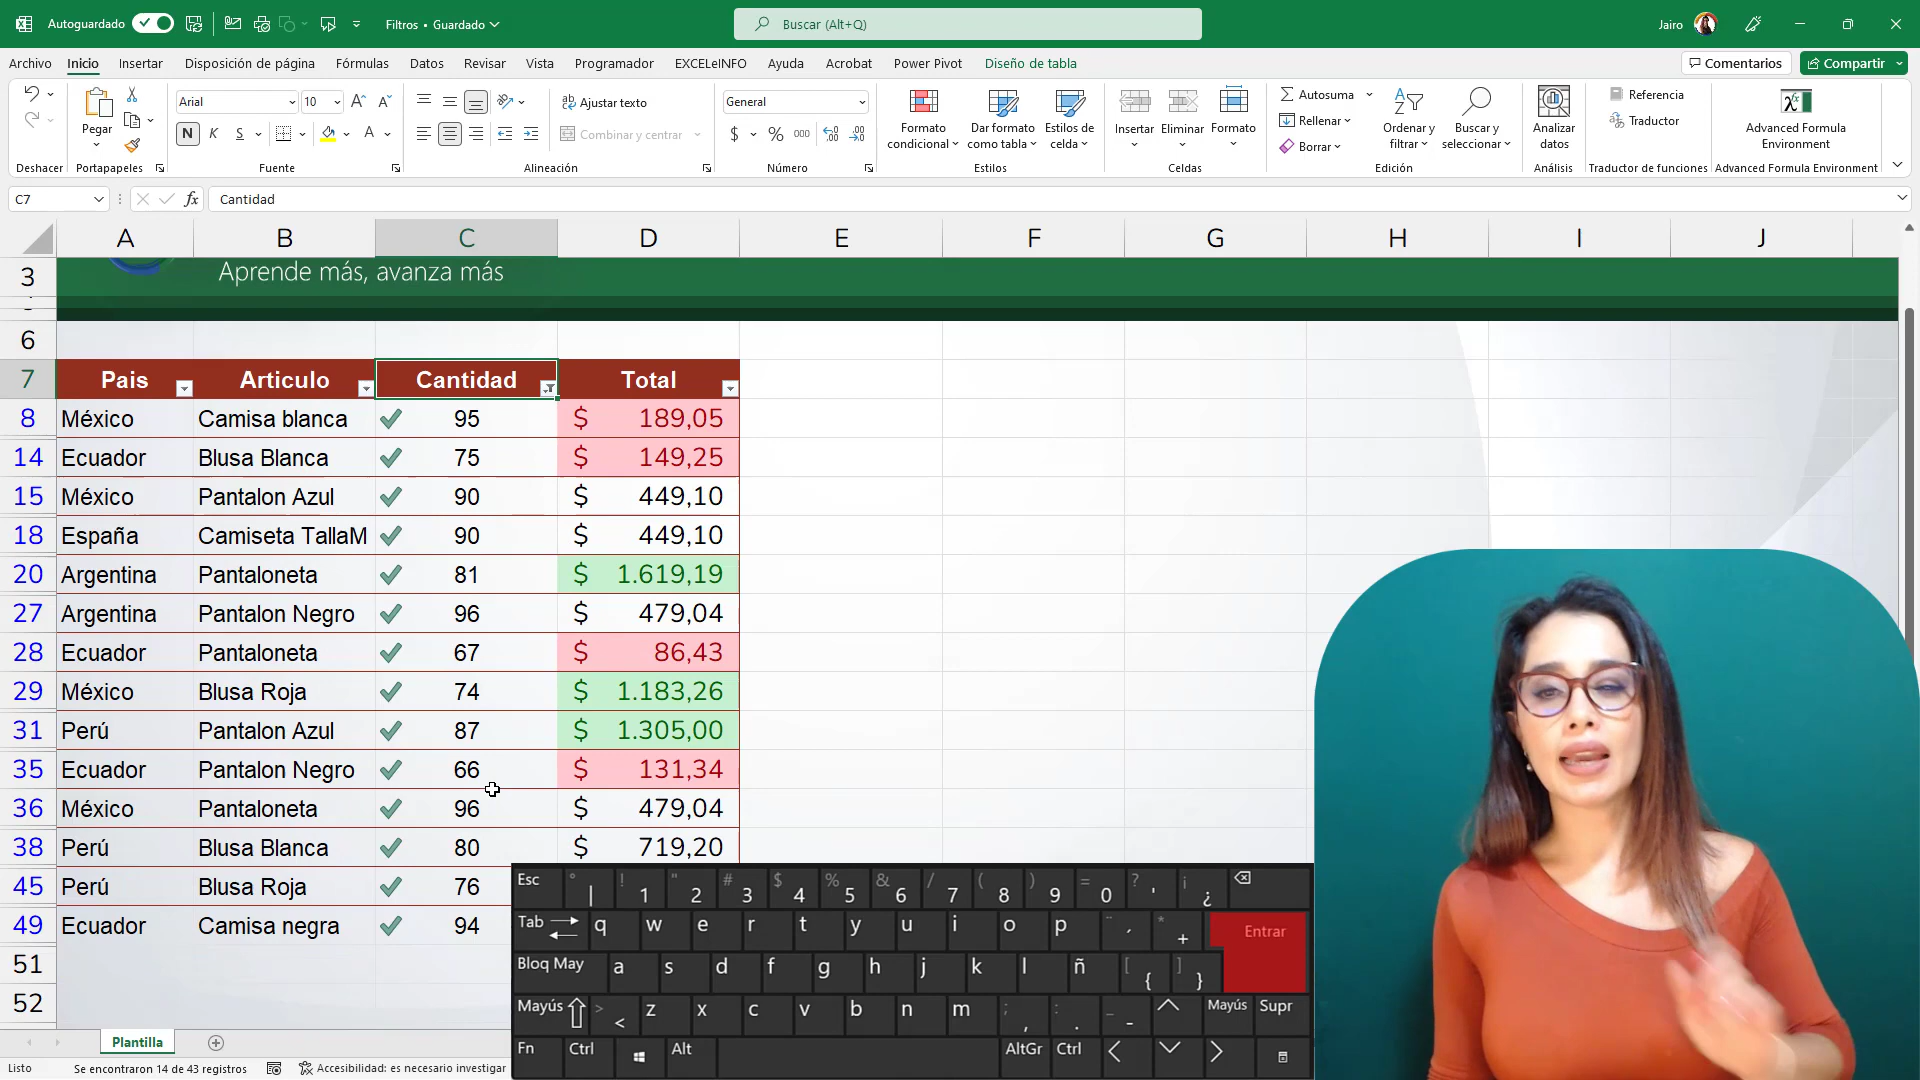 Autoguardado
Filtros • Guardado
Buscar (Alt+Q)
Jairo
Archivo Inicio Insertar Disposición de página Fórmulas Datos Revisar Vista Programador EXCELeINFO Ayuda Acrobat Power Pivot Diseño de tabla
Comentarios Compartir
Pegar
Arial 10
N K S A A A
ab Ajustar texto
Combinar y centrar
General
$ % 000
Formato condicional
Dar formato como tabla
Estilos de celda
Insertar Eliminar Formato
Autosuma
Rellenar
Borrar
Ordenar y filtrar
Buscar y seleccionar
Analizar datos
Referencia
Traductor
Advanced Formula Environment
Deshacer Portapapeles Fuente Alineación Número Estilos Celdas Edición Análisis Traductor de funciones Advanced Formula Environment
C7 fx Cantidad
A B C D E F G H I J
3 Aprende más, avanza más
6
7 Pais Articulo Cantidad Total
8 México Camisa blanca 95 $ 189,05
14 Ecuador Blusa Blanca 75 $ 149,25
15 México Pantalon Azul 90 $ 449,10
18 España Camiseta TallaM 90 $ 449,10
20 Argentina Pantaloneta 81 $ 1.619,19
27 Argentina Pantalon Negro 96 $ 479,04
28 Ecuador Pantaloneta 67 $ 86,43
29 México Blusa Roja 74 $ 1.183,26
31 Perú Pantalon Azul 87 $ 1.305,00
35 Ecuador Pantalon Negro 66 $ 131,34
36 México Pantaloneta 96 $ 479,04
38 Perú Blusa Blanca 80 $ 719,20
45 Perú Blusa Roja 76
49 Ecuador Camisa negra 94
51
52
Esc ° | ! 1 " 2 # 3 $ 4 % 5 & 6 / 7 ( 8 ) 9 = 0 ? ' ¡ ¿
Tab q w e r t y u i o p ¨ ´ * + Entrar
Bloq May a s d f g h j k l ñ [ { ] }
Mayús > < z x c v b n m ; , : . _ - Mayús Supr
Fn Ctrl Alt AltGr Ctrl
Plantilla
Listo Se encontraron 14 de 43 registros Accesibilidad: es necesario investigar